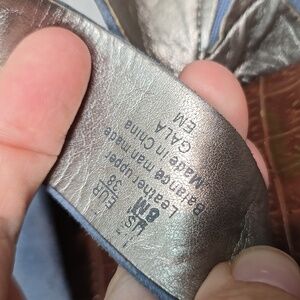 US
8M
EUR
38
Leather upper
Balance man made
Made in China
GALA
EM